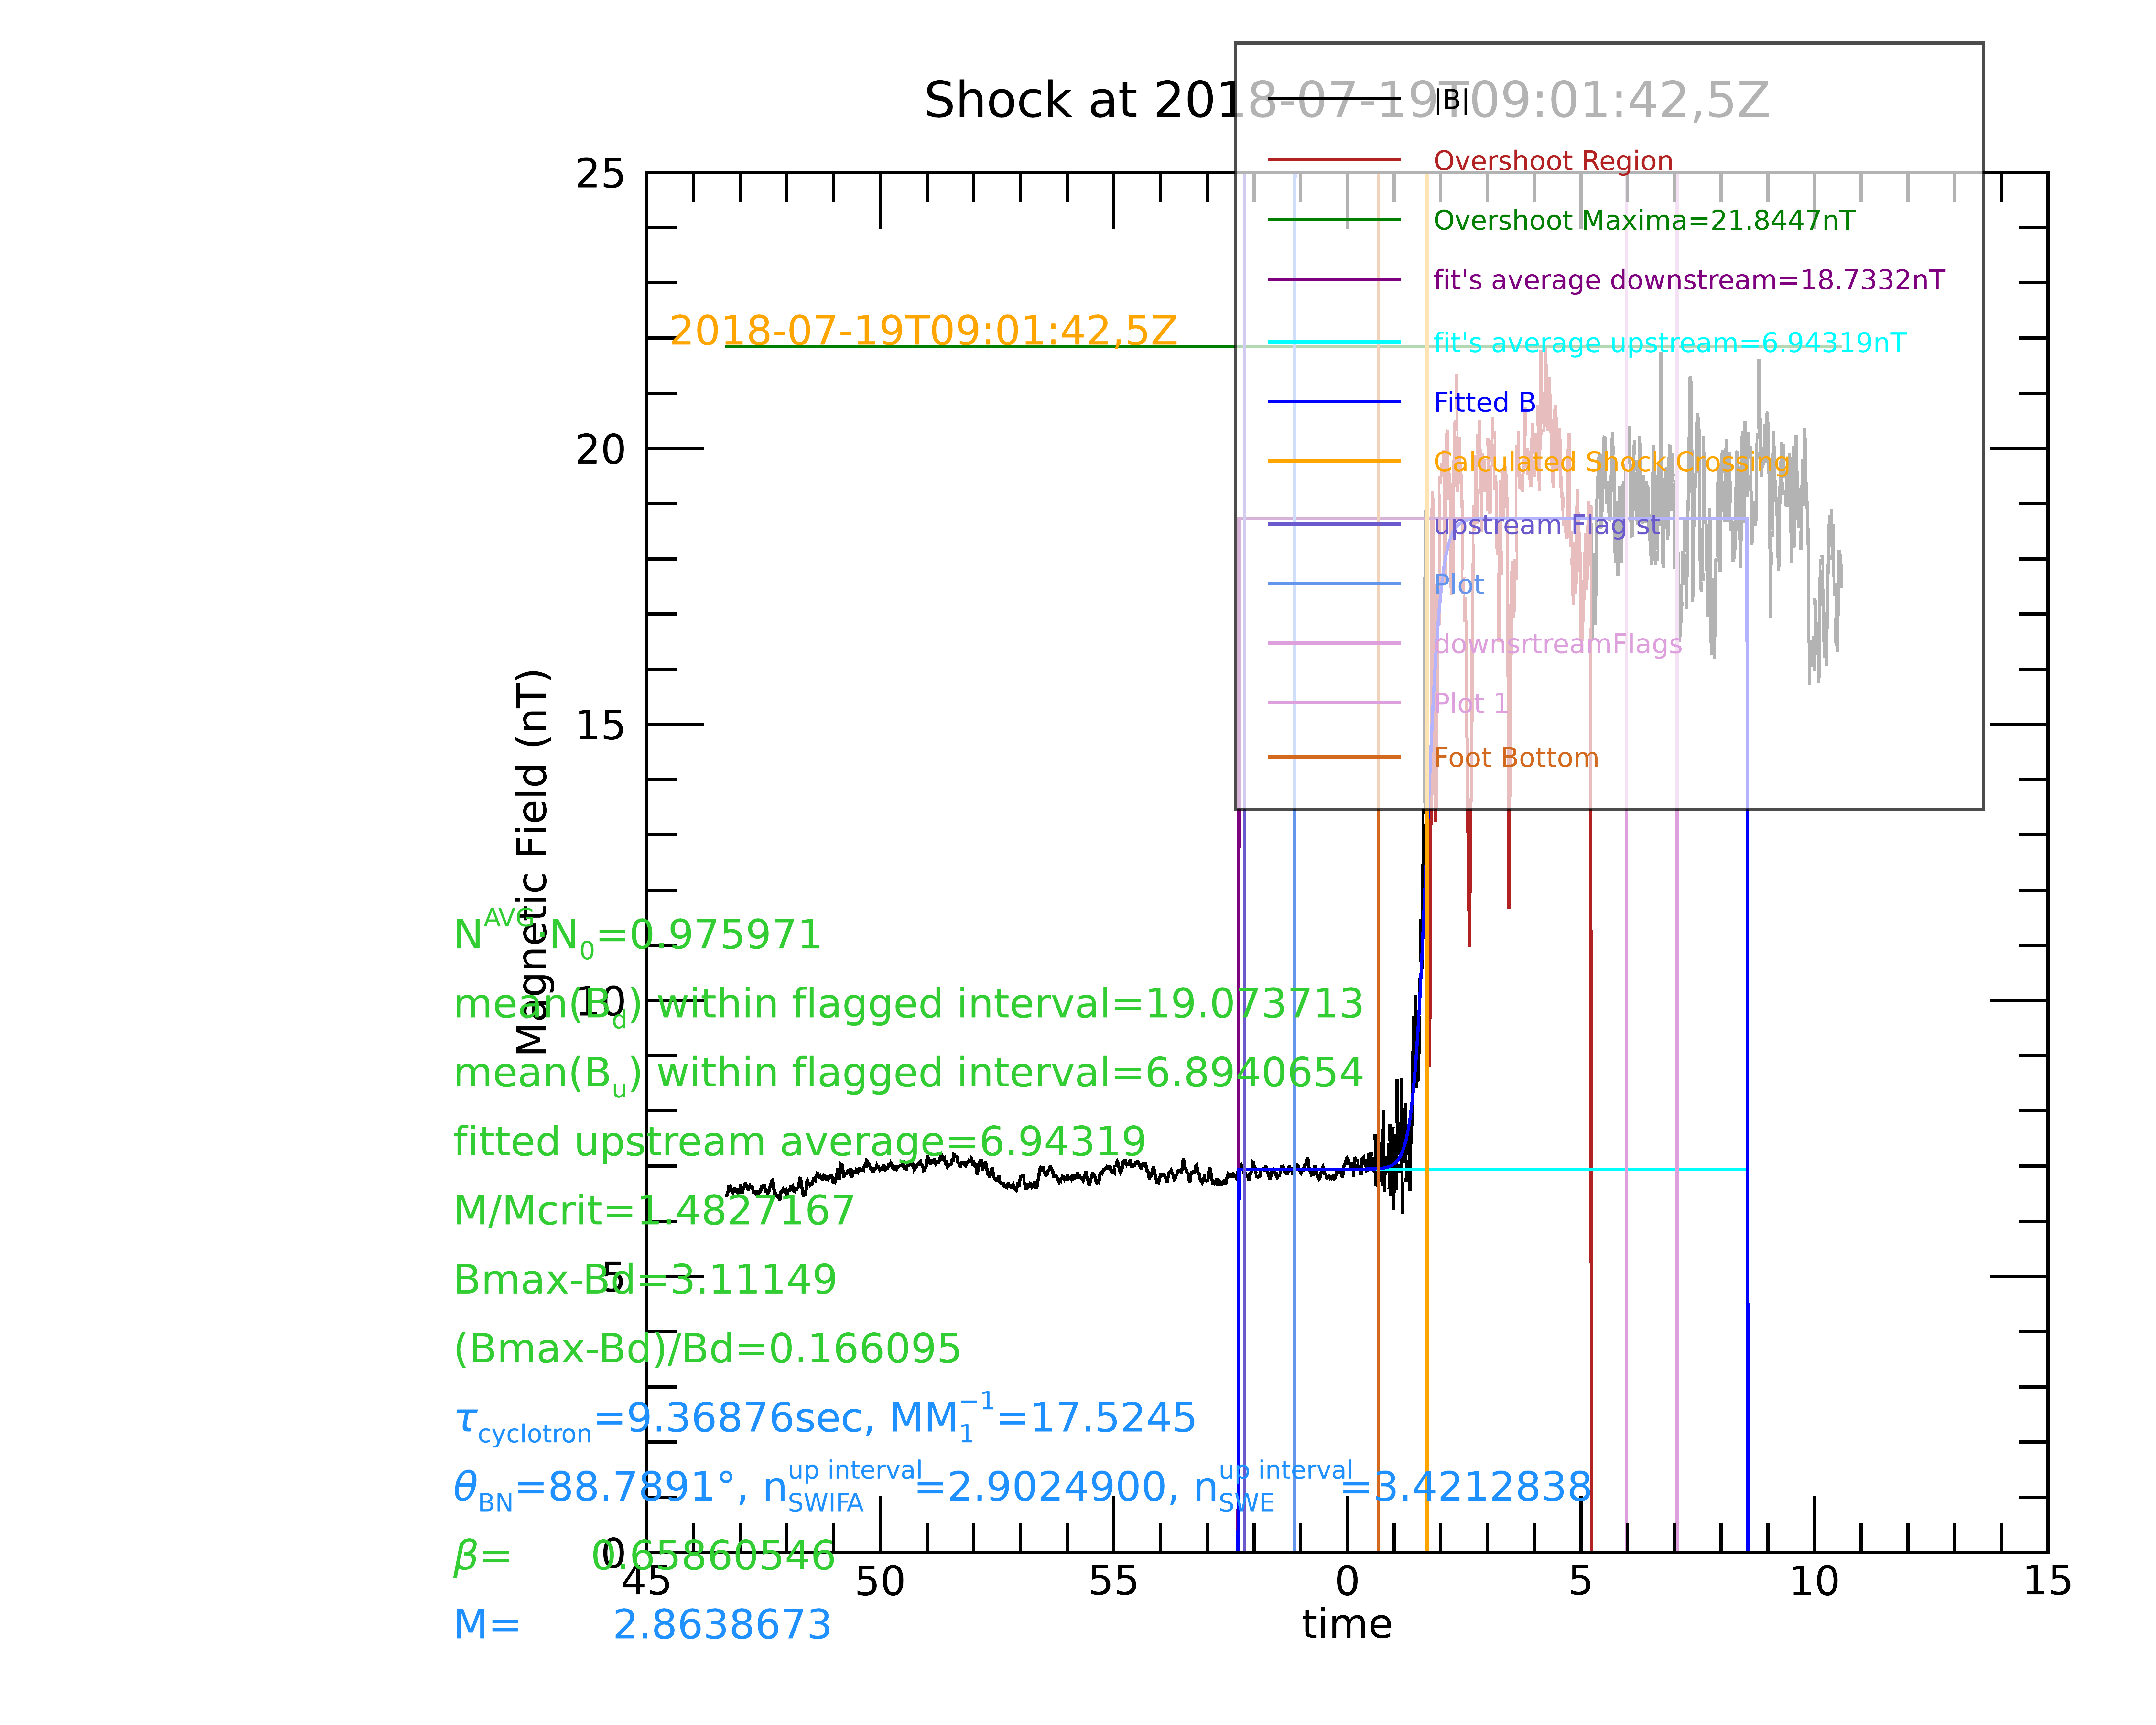 Shock at 2018-07-19T09:01:42,5Z
|B|
Overshoot Region
Overshoot Maxima=21.8447nT
fit's average downstream=18.7332nT
fit's average upstream=6.94319nT
Fitted B
Calculated Shock Crossing
upstream Flag st
Plot
downsrtreamFlags
Plot 1
Foot Bottom
2018-07-19T09:01:42,5Z
25
20
15
10
5
0
Magnetic Field (nT)
N^AVG·N_0=0.975971
mean(B_d) within flagged interval=19.073713
mean(B_u) within flagged interval=6.8940654
fitted upstream average=6.94319
M/Mcrit=1.4827167
Bmax-Bd=3.11149
(Bmax-Bd)/Bd=0.166095
τ_cyclotron=9.36876sec, MM_1^−1=17.5245
θ_BN=88.7891°, n_SWIFA^up interval=2.9024900, n_SWE^up interval=3.4212838
β= 0.65860546
M= 2.8638673
45 50 55 0 5 10 15
time